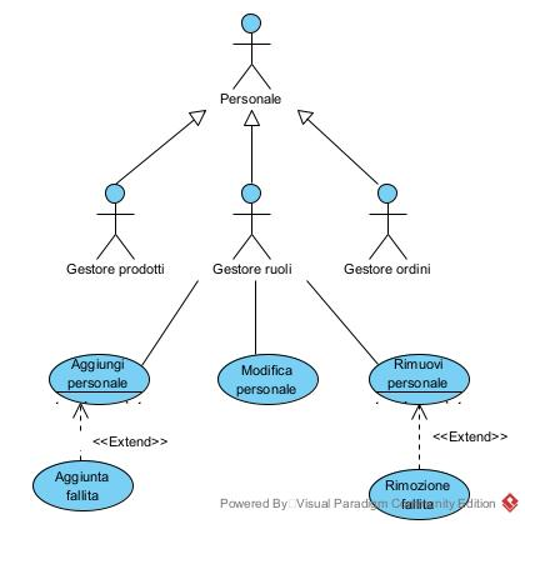 Personale
Gestore prodotti
Gestore ruoli
Gestore ordini
Aggiungi
personale
Modifica
personale
Rimuovi
personale
<<Extend>>
<<Extend>>
Aggiunta
fallita
Rimozione
fallita
Powered By Visual Paradigm Community Edition